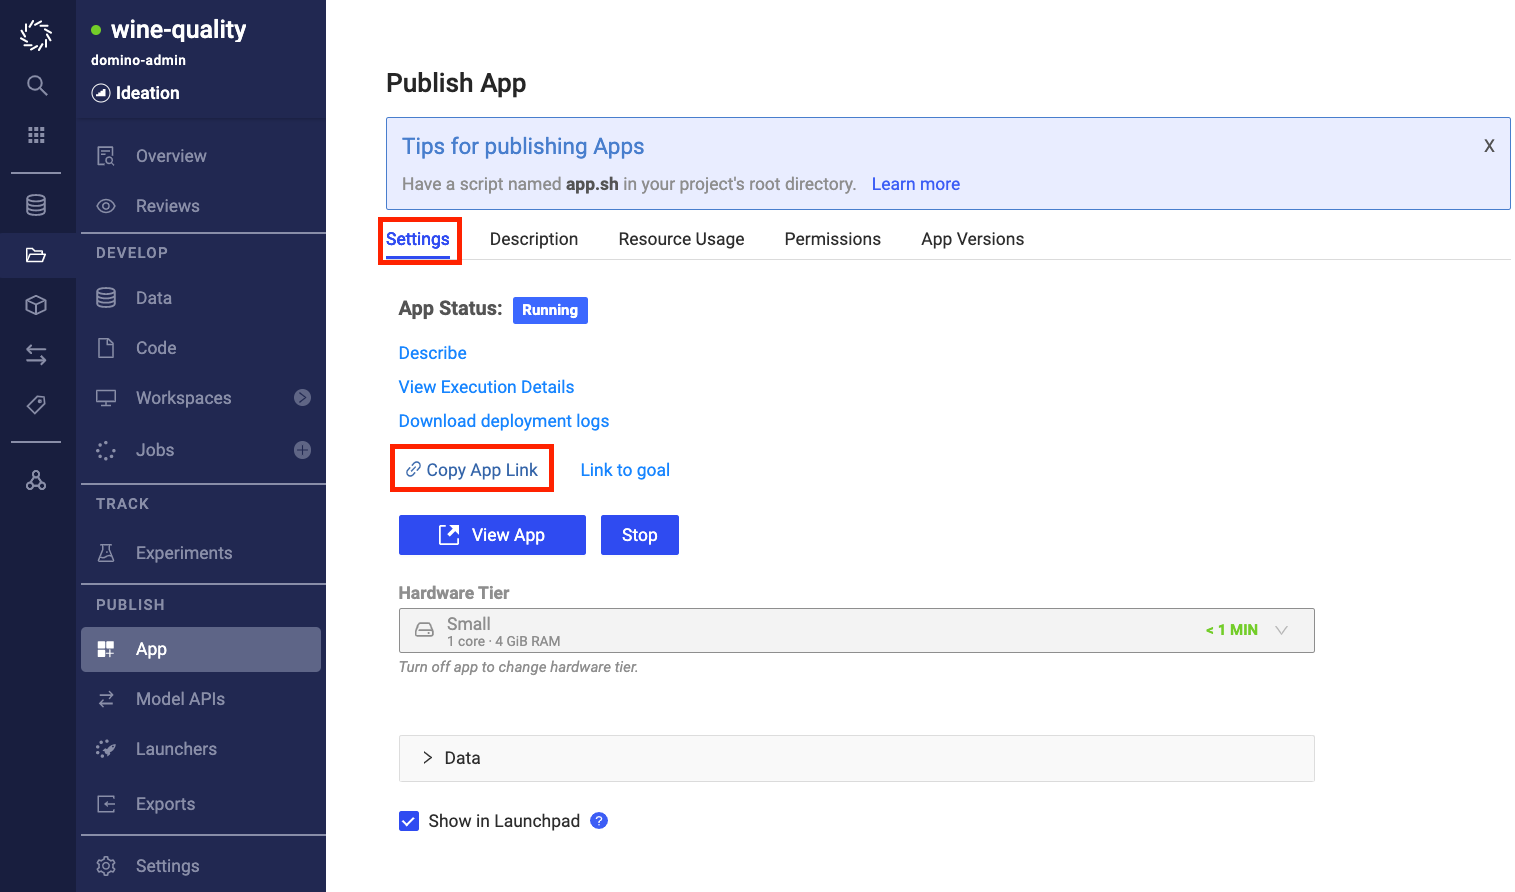 wine-quality
domino-admin
Ideation
Overview
Reviews
DEVELOP
Data
Code
Workspaces
Jobs
TRACK
Experiments
PUBLISH
App
Model APIs
Launchers
Exports
Settings
Publish App
Tips for publishing Apps
X
Have a script named app.sh in your project's root directory. Learn more
Settings Description Resource Usage Permissions App Versions
App Status: Running
Describe
View Execution Details
Download deployment logs
Copy App Link Link to goal
View App Stop
Hardware Tier
Small
1 core · 4 GiB RAM
< 1 MIN
Turn off app to change hardware tier.
> Data
Show in Launchpad ?